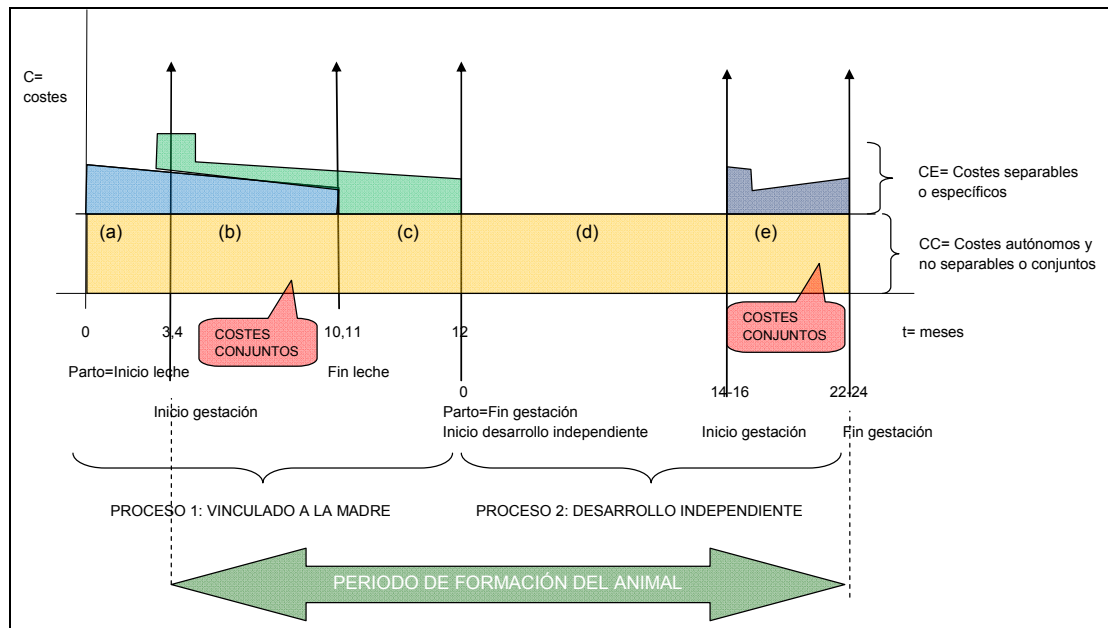 C=
costes
CE= Costes separables
o específicos
(a)
(b)
(c)
(d)
(e)
CC= Costes autónomos y
no separables o conjuntos
0
3,4
COSTES
CONJUNTOS
10,11
12
COSTES
CONJUNTOS
t= meses
Parto=Inicio leche
Fin leche
0
14-16
22-24
Inicio gestación
Parto=Fin gestación
Inicio desarrollo independiente
Inicio gestación
Fin gestación
PROCESO 1: VINCULADO A LA MADRE
PROCESO 2: DESARROLLO INDEPENDIENTE
PERIODO DE FORMACIÓN DEL ANIMAL